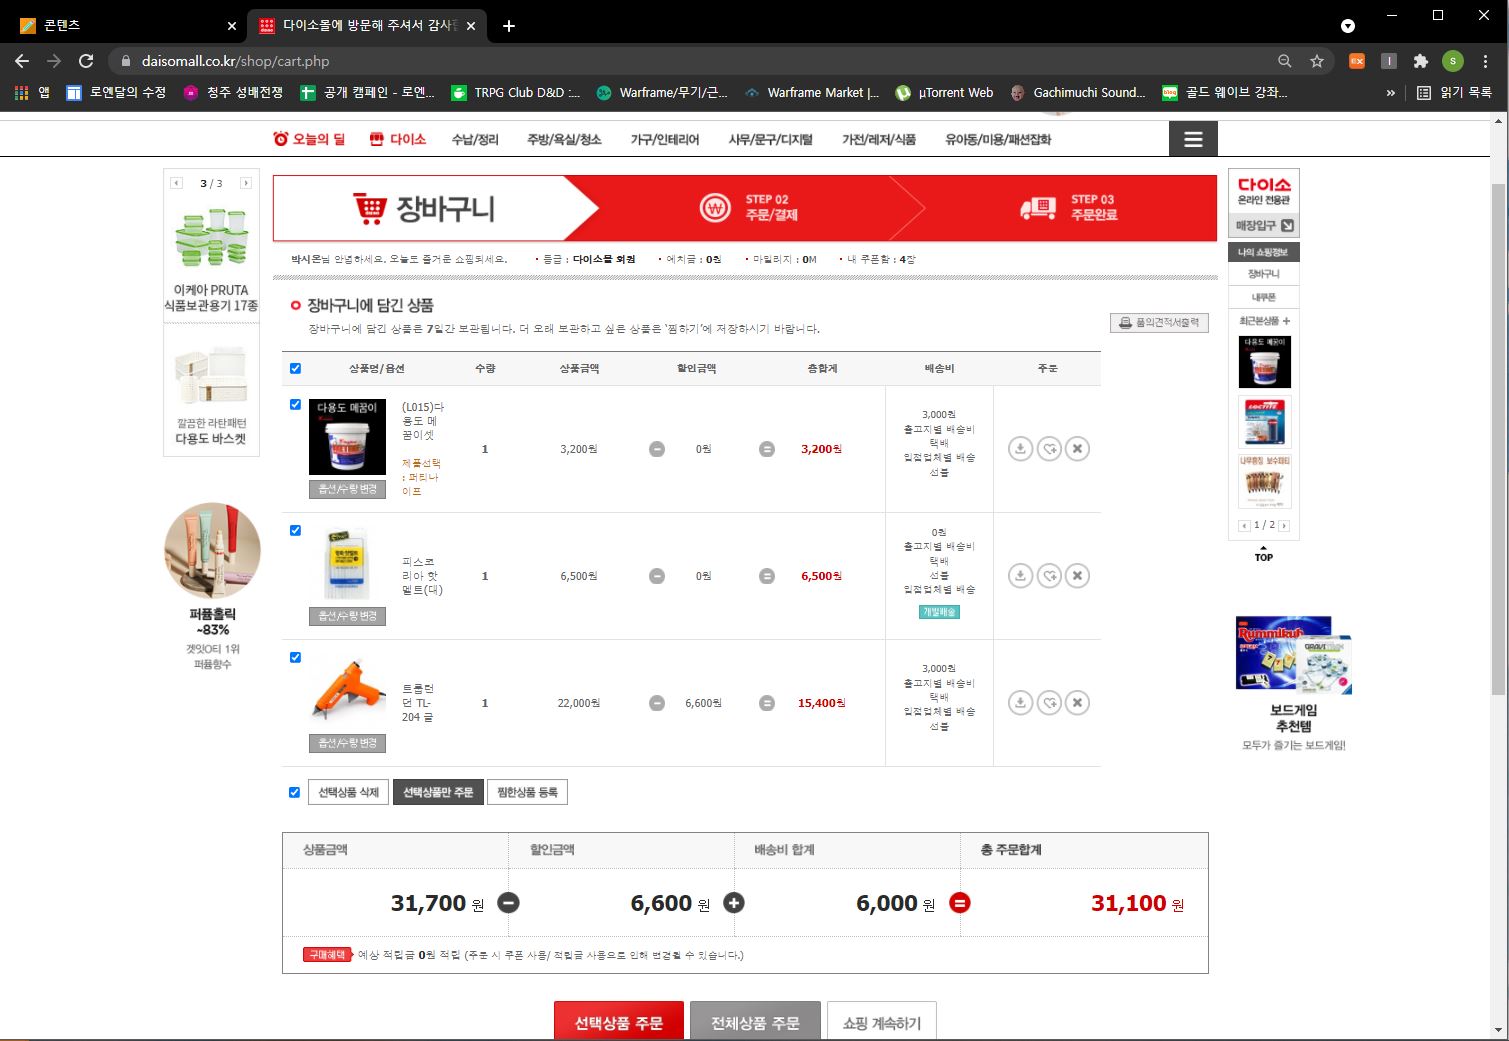 콘텐츠
다이소몰에 방문해 주셔서 감사
daisomall.co.kr/shop/cart.php
앱
로엔달의 수정
청주 성배전쟁
공개 캠페인 - 로엔...
TRPG Club D&D :...
Warframe/무기/근...
Warframe Market |...
µTorrent Web
Gachimuchi Sound...
골드 웨이브 강좌...
»
읽기 목록
오늘의 딜
다이소
수납/정리
주방/욕실/청소
가구/인테리어
사무/문구/디지털
가전/레저/식품
유아동/미용/패션잡화
3 / 3
이케아 PRUTA
식품보관용기 17종
깔끔한 라탄패턴
다용도 바스켓
퍼퓸홀릭
~83%
겟잇O티 1위
퍼퓸향수
장바구니
STEP 02
주문/결제
STEP 03
주문완료
박시온님 안녕하세요. 오늘도 즐거운 쇼핑되세요.
등급 : 다이소몰 회원
예치금 : 0원
마일리지 : 0M
내 쿠폰함 : 4장
장바구니에 담긴 상품
장바구니에 담긴 상품은 7일간 보관됩니다. 더 오래 보관하고 싶은 상품은 '찜하기'에 저장하시기 바랍니다.
품의견적서출력
상품명/옵션
수량
상품금액
할인금액
총합계
배송비
주문
다용도 메꿈이
옵션/수량 변경
(L015)다
용도 메
꿈이셋
제품선택
: 퍼티나
이프
1
3,200원
0원
3,200원
3,000원
출고지별 배송비
택배
입점업체별 배송
선불
옵션/수량 변경
피스코
리아 핫
멜트(대)
1
6,500원
0원
6,500원
0원
출고지별 배송비
택배
선불
입점업체별 배송
개별배송
옵션/수량 변경
트롬런
던 TL-
204 글
1
22,000원
6,600원
15,400원
3,000원
출고지별 배송비
택배
입점업체별 배송
선불
선택상품 삭제
선택상품만 주문
찜한상품 등록
상품금액
할인금액
배송비 합계
총 주문합계
31,700 원
6,600 원
6,000 원
31,100 원
구매혜택
예상 적립금 0원 적립 (주문 시 쿠폰 사용/ 적립금 사용으로 인해 변경될 수 있습니다.)
선택상품 주문
전체상품 주문
쇼핑 계속하기
다이소
온라인 전용관
매장입구
나의 쇼핑정보
장바구니
내쿠폰
최근본상품 +
다용도 메꿈이
LOCTITE
1 / 2
TOP
Rummikub
GRAVITRAX
보드게임
추천템
모두가 즐기는 보드게임!